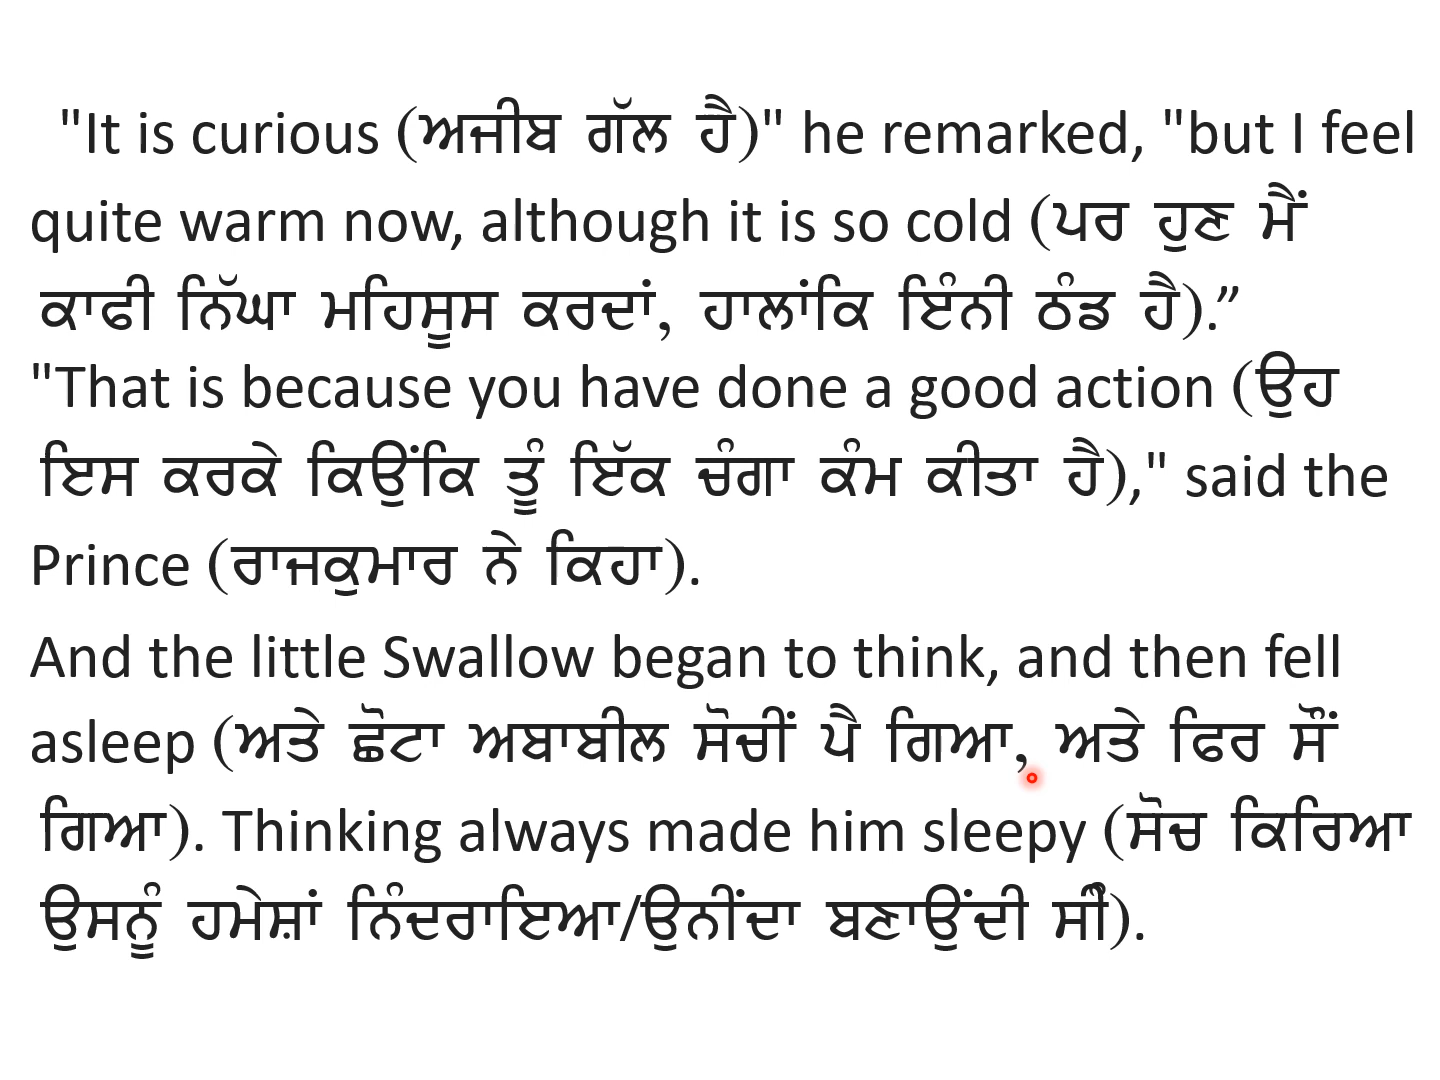 "It is curious (ਅਜੀਬ ਗੱਲ ਹੈ)" he remarked, "but I feel
quite warm now, although it is so cold (ਪਰ ਹੁਣ ਮੈਂ
ਕਾਫੀ ਨਿੱਘਾ ਮਹਿਸੂਸ ਕਰਦਾਂ, ਹਾਲਾਂਕਿ ਇੰਨੀ ਠੰਡ ਹੈ).”
"That is because you have done a good action (ਉਹ
ਇਸ ਕਰਕੇ ਕਿਉਂਕਿ ਤੂੰ ਇੱਕ ਚੰਗਾ ਕੰਮ ਕੀਤਾ ਹੈ)," said the
Prince (ਰਾਜਕੁਮਾਰ ਨੇ ਕਿਹਾ).
And the little Swallow began to think, and then fell
asleep (ਅਤੇ ਛੋਟਾ ਅਬਾਬੀਲ ਸੋਚੀਂ ਪੈ ਗਿਆ, ਅਤੇ ਫਿਰ ਸੌਂ
ਗਿਆ). Thinking always made him sleepy (ਸੋਚ ਕਿਰਿਆ
ਉਸਨੂੰ ਹਮੇਸ਼ਾਂ ਨਿੰਦਰਾਇਆ/ਉਨੀਂਦਾ ਬਣਾਉਂਦੀ ਸੀ).